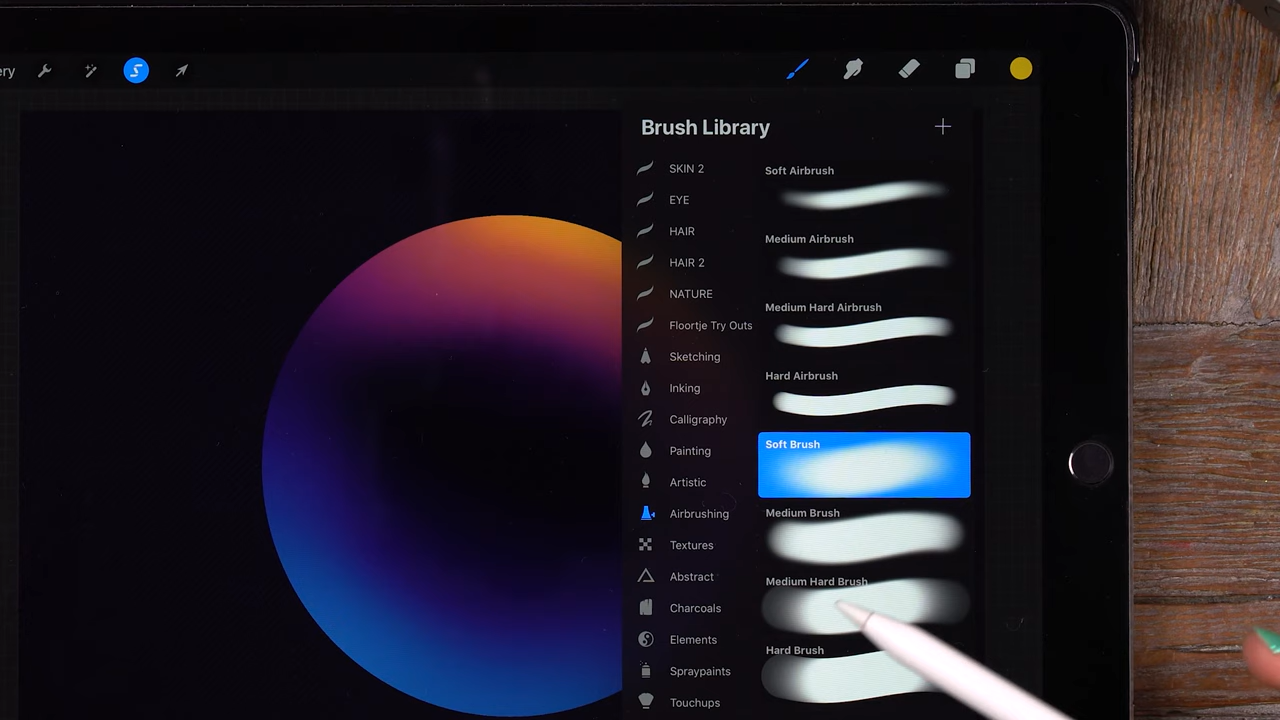 ery
Brush Library
SKIN 2
EYE
HAIR
HAIR 2
NATURE
Floortje Try Outs
Sketching
Inking
Calligraphy
Painting
Artistic
Airbrushing
Textures
Abstract
Charcoals
Elements
Spraypaints
Touchups
Soft Airbrush
Medium Airbrush
Medium Hard Airbrush
Hard Airbrush
Soft Brush
Medium Brush
Medium Hard Brush
Hard Brush